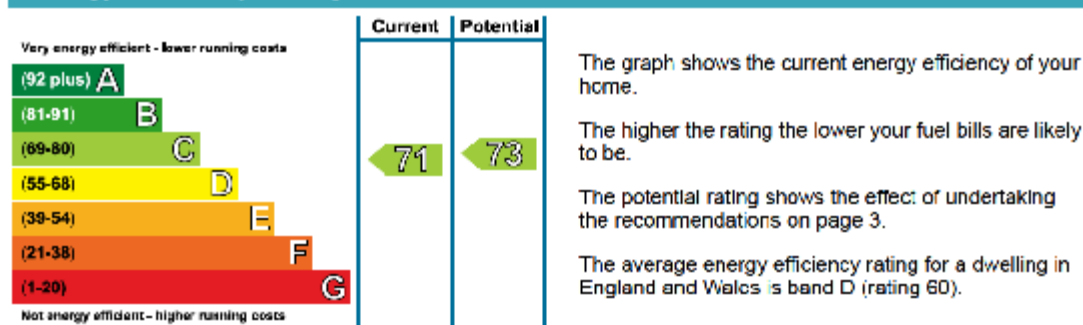 Current Potential
Very energy efficient - lower running costs
(92 plus) A
(81-91) B
(69-80) C
(55-68) D
(39-54) E
(21-38) F
(1-20) G
Not energy efficient - higher running costs
71
73
The graph shows the current energy efficiency of your
home.
The higher the rating the lower your fuel bills are likely
to be.
The potential rating shows the effect of undertaking
the recommendations on page 3.
The average energy efficiency rating for a dwelling in
England and Wales is band D (rating 60).